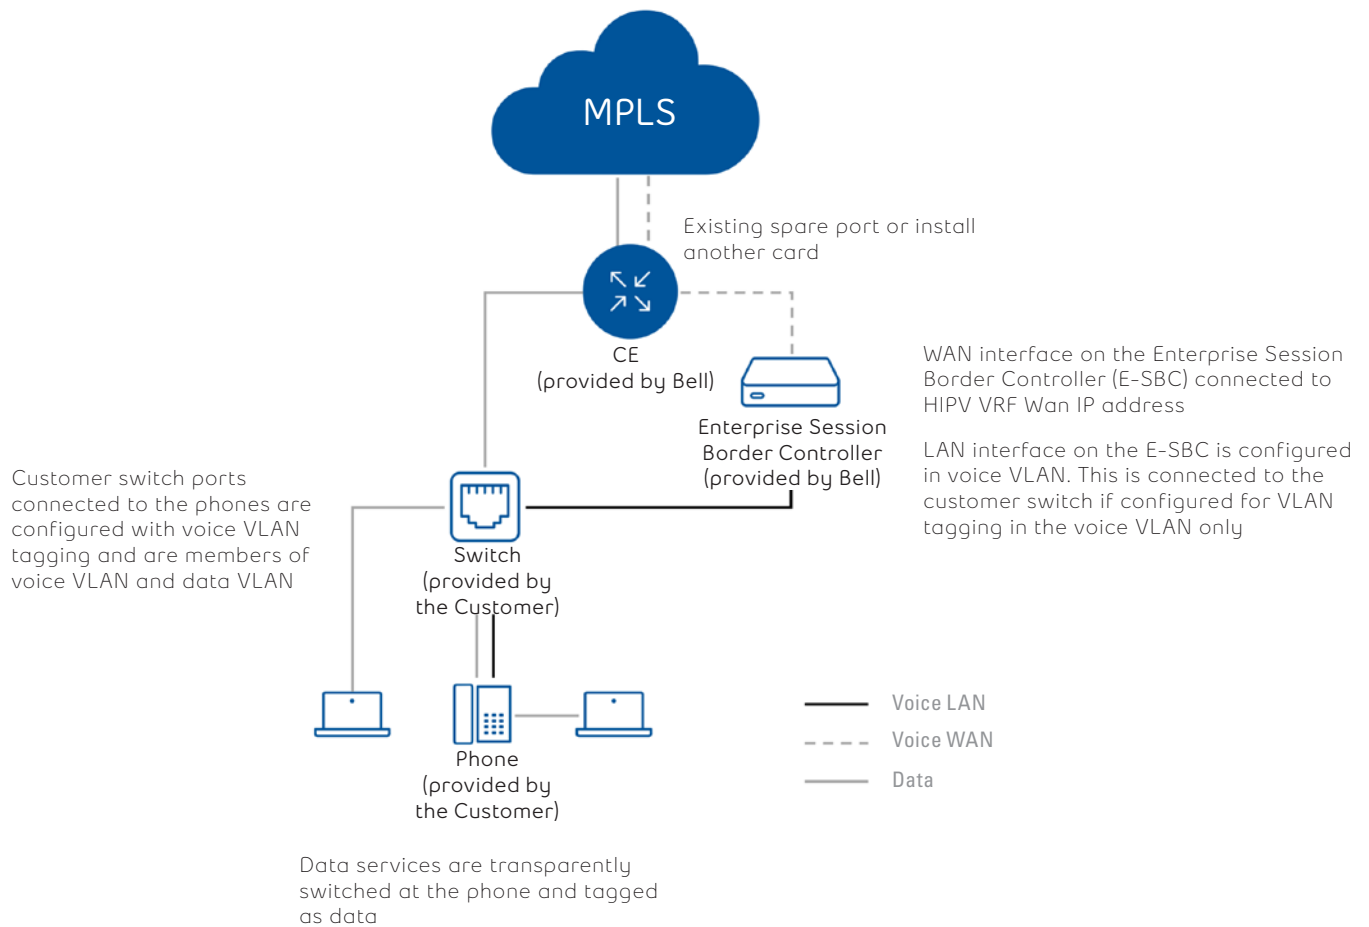 MPLS
Existing spare port or install
another card
CE
(provided by Bell)
Enterprise Session
Border Controller
(provided by Bell)
WAN interface on the Enterprise Session
Border Controller (E-SBC) connected to
HIPV VRF Wan IP address
LAN interface on the E-SBC is configured
in voice VLAN. This is connected to the
customer switch if configured for VLAN
tagging in the voice VLAN only
Customer switch ports
connected to the phones are
configured with voice VLAN
tagging and are members of
voice VLAN and data VLAN
Switch
(provided by
the Customer)
Phone
(provided by
the Customer)
Voice LAN
Voice WAN
Data
Data services are transparently
switched at the phone and tagged
as data